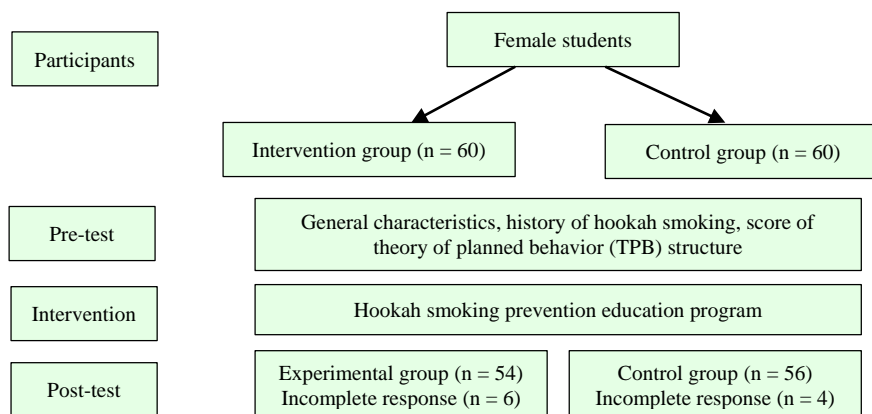 Participants
Female students
Intervention group (n = 60)
Control group (n = 60)
Pre-test
General characteristics, history of hookah smoking, score of
theory of planned behavior (TPB) structure
Intervention
Hookah smoking prevention education program
Post-test
Experimental group (n = 54)
Incomplete response (n = 6)
Control group (n = 56)
Incomplete response (n = 4)